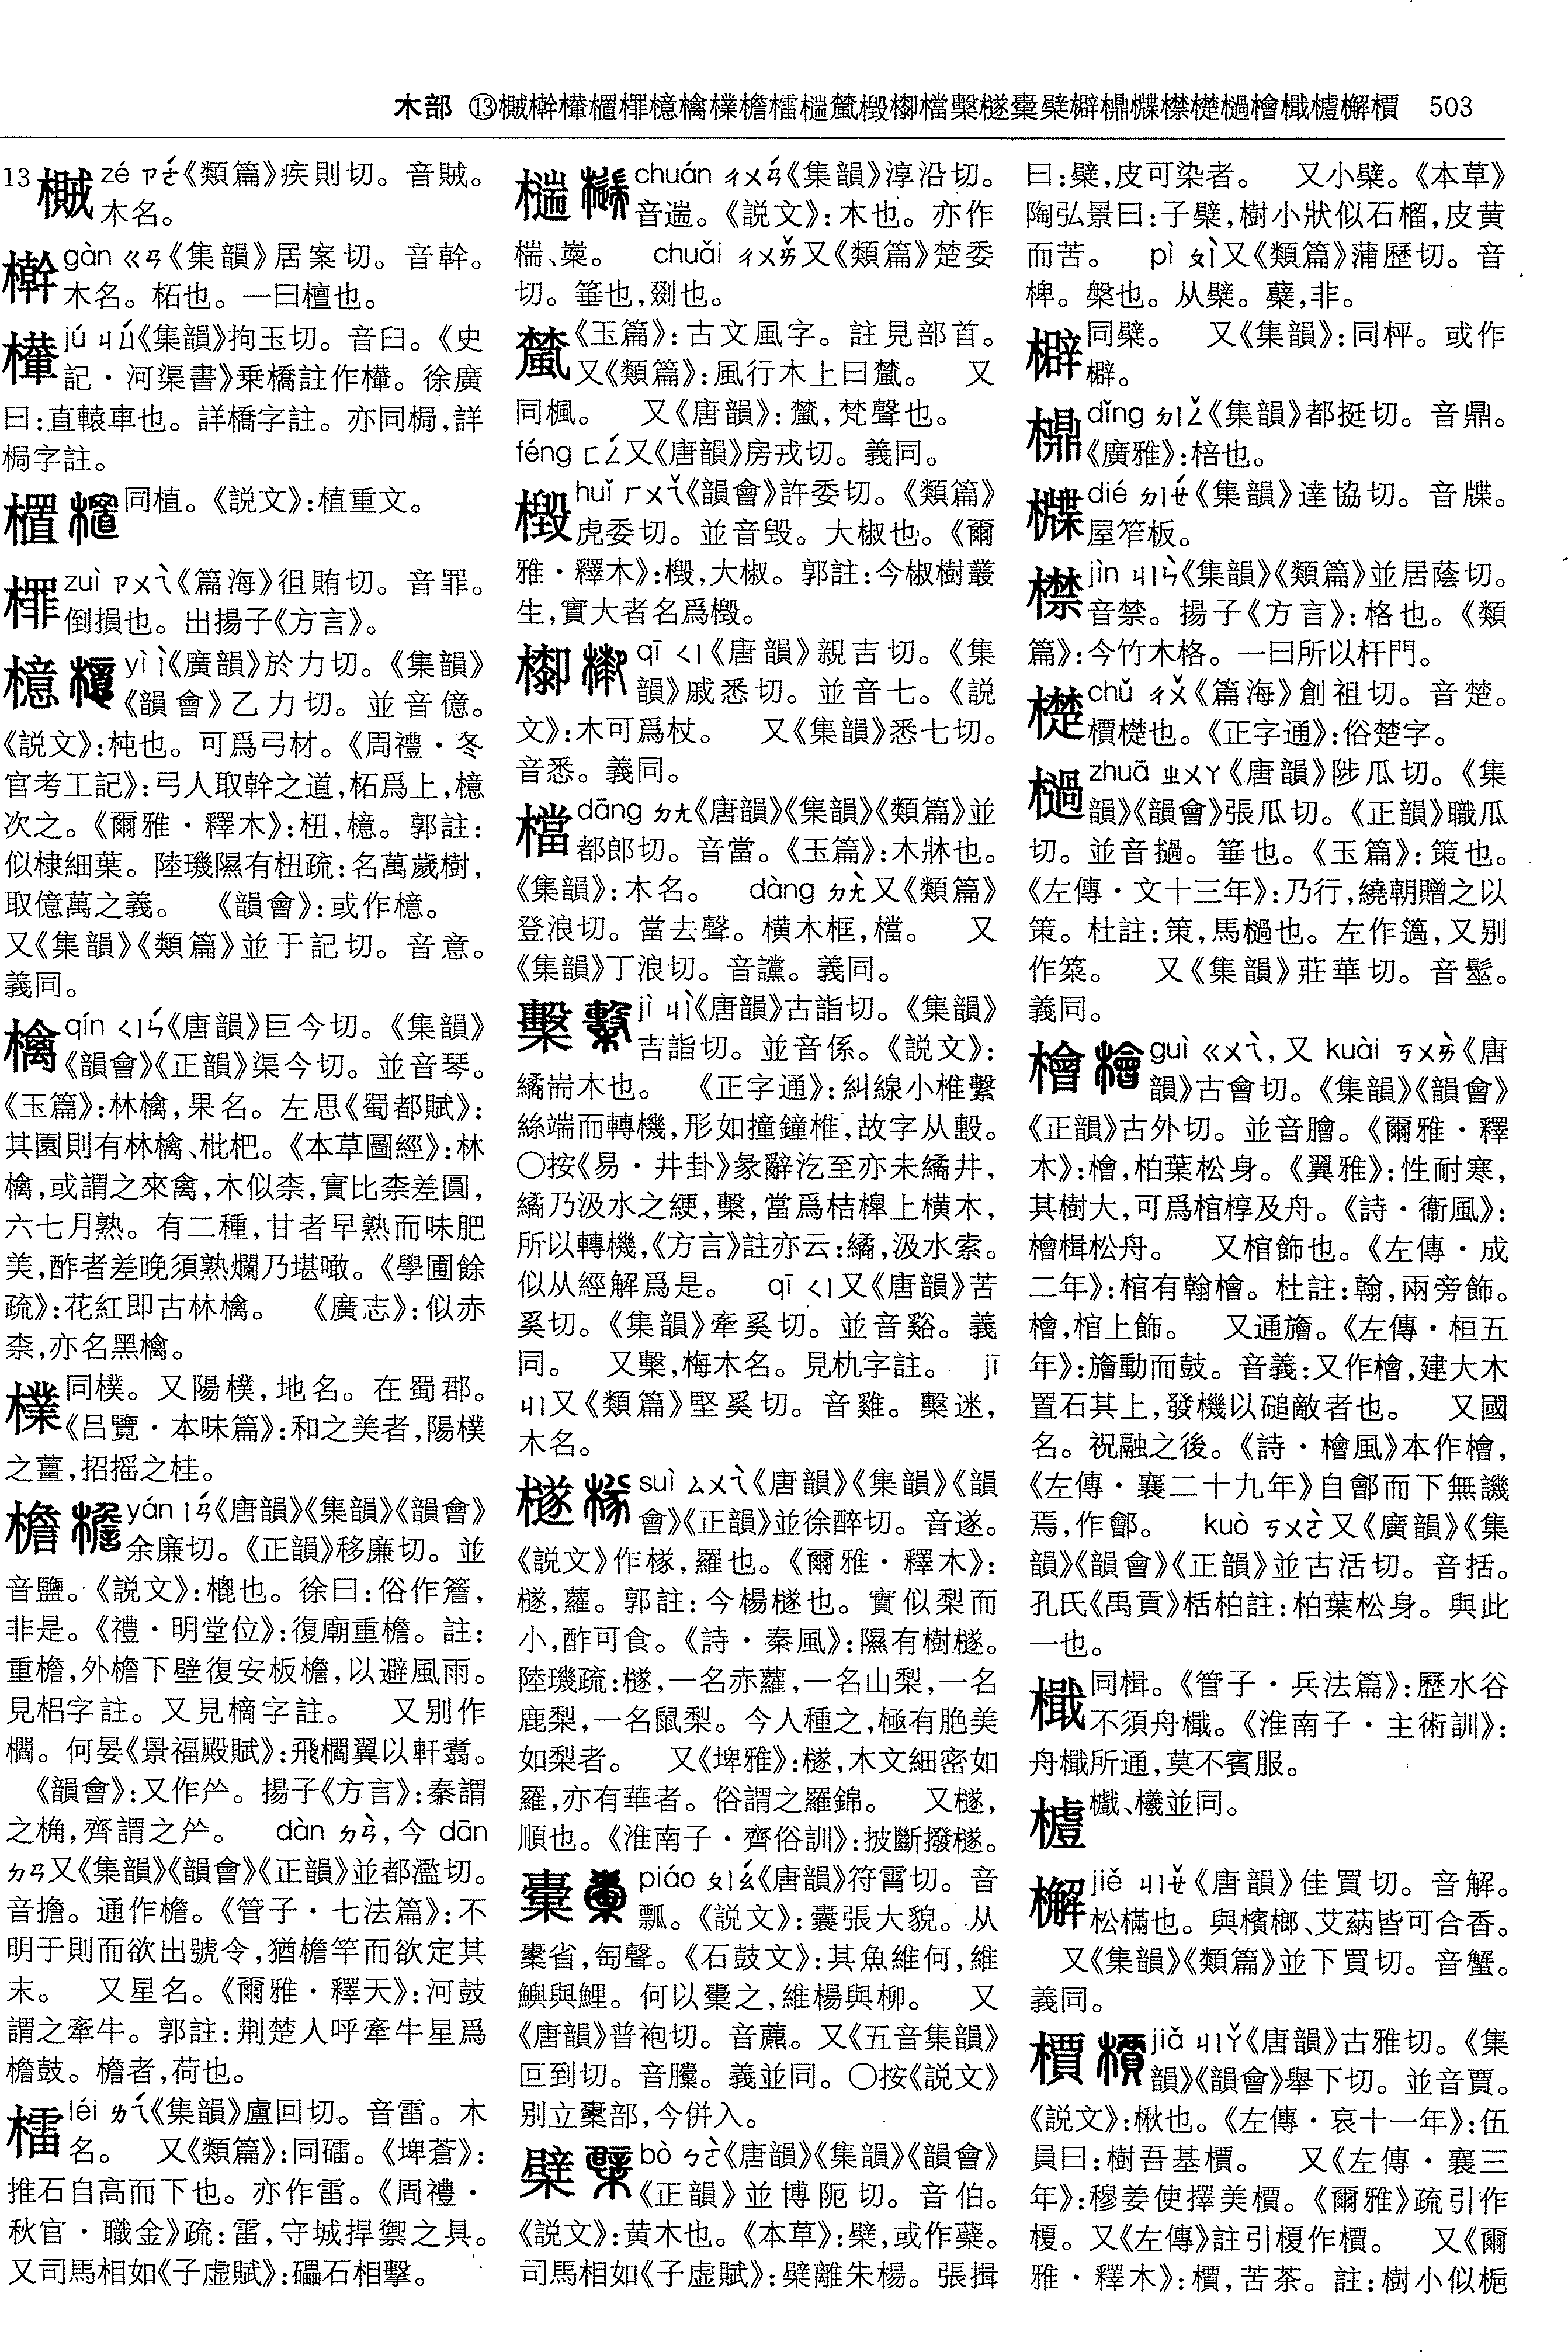 木部 ⑬樴檊檋櫃檌檍檎檏檐檑檛檒檓檞檔檕檖橐檗檘檙檚檩檚檛檜檝櫨檞檟 503
13 zé ㄗㄜˊ《類篇》疾則切。音賊。
木名。
檊 gàn ㄍㄢ《集韻》居案切。音幹。
木名。柘也。一曰檀也。
檋 jú ㄐㄩˊ《集韻》拘玉切。音臼。《史
記·河渠書》乘橋註作檋。徐廣
曰:直轅車也。詳橋字註。亦同梮,詳
梮字註。
同植。《説文》:植重文。
檌 zuì ㄗㄨㄟˋ《篇海》徂賄切。音罪。
倒損也。出揚子《方言》。
檍 yì ㄧˋ《廣韻》於力切。《集韻》
《韻會》乙力切。並音億。
《説文》:杶也。可爲弓材。《周禮·冬
官考工記》:弓人取幹之道,柘爲上,檍
次之。《爾雅·釋木》:杻,檍。郭註:
似棣細葉。陸璣隰有杻疏:名萬歲樹,
取億萬之義。 《韻會》:或作檍。
又《集韻》《類篇》並于記切。音意。
義同。
檎 qín ㄑㄧㄣˊ《唐韻》巨今切。《集韻》
《韻會》《正韻》渠今切。並音琴。
《玉篇》:林檎,果名。左思《蜀都賦》:
其園則有林檎、枇杷。《本草圖經》:林
檎,或謂之來禽,木似柰,實比柰差圓,
六七月熟。有二種,甘者早熟而味肥
美,酢者差晚須熟爛乃堪噉。《學圃餘
疏》:花紅即古林檎。 《廣志》:似赤
柰,亦名黑檎。
檏 同樸。又陽樸,地名。在蜀郡。
《吕覽·本味篇》:和之美者,陽樸
之薑,招摇之桂。
檐 yán ㄧㄢˊ《唐韻》《集韻》《韻會》
余廉切。《正韻》移廉切。並
音鹽。《説文》:㮰也。徐曰:俗作簷,
非是。《禮·明堂位》:復廟重檐。註:
重檐,外檐下壁復安板檐,以避風雨。
見梠字註。又見樀字註。 又别作
櫩。何晏《景福殿賦》:飛櫩翼以軒翥。
《韻會》:又作厃。揚子《方言》:秦謂
之桷,齊謂之厃。 dàn ㄉㄢˋ,今 dān
ㄉㄢ又《集韻》《韻會》《正韻》並都濫切。
音擔。通作檐。《管子·七法篇》:不
明于則而欲出號令,猶檐竿而欲定其
末。 又星名。《爾雅·釋天》:河鼓
謂之牽牛。郭註:荆楚人呼牽牛星爲
檐鼓。檐者,荷也。
檑 léi ㄌㄟˊ《集韻》盧回切。音雷。木
名。 又《類篇》:同礌。《埤蒼》:
推石自高而下也。亦作雷。《周禮·
秋官·職金》疏:雷,守城捍禦之具。
又司馬相如《子虚賦》:礧石相擊。
chuán ㄔㄨㄢˊ《集韻》淳沿切。
音遄。《説文》:木也。亦作
椯、㯜。 chuǎi ㄔㄨㄞˇ又《類篇》楚委
切。箠也,剟也。
檒 《玉篇》:古文風字。註見部首。
又《類篇》:風行木上曰檒。 又
同楓。 又《唐韻》:檒,梵聲也。
féng ㄈㄥˊ又《唐韻》房戎切。義同。
檓 huǐ ㄏㄨㄟˇ《韻會》許委切。《類篇》
虎委切。並音毁。大椒也。《爾
雅·釋木》:檓,大椒。郭註:今椒樹叢
生,實大者名爲檓。
qī ㄑㄧ《唐韻》親吉切。《集
韻》戚悉切。並音七。《説
文》:木可爲杖。 又《集韻》悉七切。
音悉。義同。
檔 dāng ㄉㄤ《唐韻》《集韻》《類篇》並
都郎切。音當。《玉篇》:木牀也。
《集韻》:木名。 dàng ㄉㄤˋ又《類篇》
登浪切。當去聲。横木框,檔。 又
《集韻》丁浪切。音讜。義同。
檕 jì ㄐㄧˋ《唐韻》古詣切。《集韻》
吉詣切。並音係。《説文》:
繘耑木也。 《正字通》:糾線小椎繫
絲端而轉機,形如撞鐘椎,故字从毄。
○按《易·井卦》彖辭汔至亦未繘井,
繘乃汲水之綆,檕,當爲桔槹上横木,
所以轉機,《方言》註亦云:繘,汲水索。
似从經解爲是。 qī ㄑㄧ又《唐韻》苦
奚切。《集韻》牽奚切。並音谿。義
同。 又檕,梅木名。見朹字註。 jī
ㄐㄧ又《類篇》堅奚切。音雞。檕迷,
木名。
檖 suì ㄙㄨㄟˋ《唐韻》《集韻》《韻
會》《正韻》並徐醉切。音遂。
《説文》作㯌,羅也。《爾雅·釋木》:
檖,蘿。郭註:今楊檖也。實似梨而
小,酢可食。《詩·秦風》:隰有樹檖。
陸璣疏:檖,一名赤蘿,一名山梨,一名
鹿梨,一名鼠梨。今人種之,極有脆美
如梨者。 又《埤雅》:檖,木文細密如
羅,亦有華者。俗謂之羅錦。 又檖,
順也。《淮南子·齊俗訓》:披斷撥檖。
piáo ㄆㄧㄠˊ《唐韻》符霄切。音
瓢。《説文》:囊張大貌。从
㯻省,匋聲。《石鼓文》:其魚維何,維
鱮與鯉。何以橐之,維楊與柳。 又
《唐韻》普袍切。音藨。又《五音集韻》
叵到切。音㯱。義並同。○按《説文》
别立㯻部,今併入。
檗 bò ㄅㄛˋ《唐韻》《集韻》《韻會》
《正韻》並博阨切。音伯。
《説文》:黄木也。《本草》:檗,或作蘗。
司馬相如《子虚賦》:檗離朱楊。張揖
曰:檗,皮可染者。 又小檗。《本草》
陶弘景曰:子檗,樹小狀似石榴,皮黄
而苦。 pì ㄆㄧˋ又《類篇》蒲歷切。音
椑。槃也。从檗。蘗,非。
檘 同檗。 又《集韻》:同枰。或作
檘。
dǐng ㄉㄧㄥˇ《集韻》都挺切。音鼎。
《廣雅》:棓也。
dié ㄉㄧㄝˊ《集韻》達協切。音牒。
屋笮板。
jìn ㄐㄧㄣˋ《集韻》《類篇》並居蔭切。
音禁。揚子《方言》:格也。《類
篇》:今竹木格。一曰所以杆門。
檚 chǔ ㄔㄨˇ《篇海》創祖切。音楚。
檟檚也。《正字通》:俗楚字。
檛 zhuā ㄓㄨㄚ《唐韻》陟瓜切。《集
韻》《韻會》張瓜切。《正韻》職瓜
切。並音撾。箠也。《玉篇》:策也。
《左傳·文十三年》:乃行,繞朝贈之以
策。杜註:策,馬檛也。左作簻,又别
作䇿。 又《集韻》莊華切。音髽。
義同。
檜 guì ㄍㄨㄟˋ,又 kuài ㄎㄨㄞˋ《唐
韻》古會切。《集韻》《韻會》
《正韻》古外切。並音膾。《爾雅·釋
木》:檜,柏葉松身。《翼雅》:性耐寒,
其樹大,可爲棺椁及舟。《詩·衞風》:
檜楫松舟。 又棺飾也。《左傳·成
二年》:棺有翰檜。杜註:翰,兩旁飾。
檜,棺上飾。 又通旝。《左傳·桓五
年》:旝動而鼓。音義:又作檜,建大木
置石其上,發機以磓敵者也。 又國
名。祝融之後。《詩·檜風》本作檜,
《左傳·襄二十九年》自鄶而下無譏
焉,作鄶。 kuò ㄎㄨㄛˋ又《廣韻》《集
韻》《韻會》《正韻》並古活切。音括。
孔氏《禹貢》栝柏註:柏葉松身。與此
一也。
檝 同楫。《管子·兵法篇》:歷水谷
不須舟檝。《淮南子·主術訓》:
舟檝所通,莫不賓服。
檥、㰕並同。
檞 jiě ㄐㄧㄝˇ《唐韻》佳買切。音解。
松樠也。與檳榔、艾蒳皆可合香。
又《集韻》《類篇》並下買切。音蟹。
義同。
檟 jiǎ ㄐㄧㄚˇ《唐韻》古雅切。《集
韻》《韻會》舉下切。並音賈。
《説文》:楸也。《左傳·哀十一年》:伍
員曰:樹吾墓檟。 又《左傳·襄三
年》:穆姜使擇美檟。《爾雅》疏引作
榎。又《左傳》註引榎作檟。 又《爾
雅·釋木》:檟,苦荼。註:樹小似梔